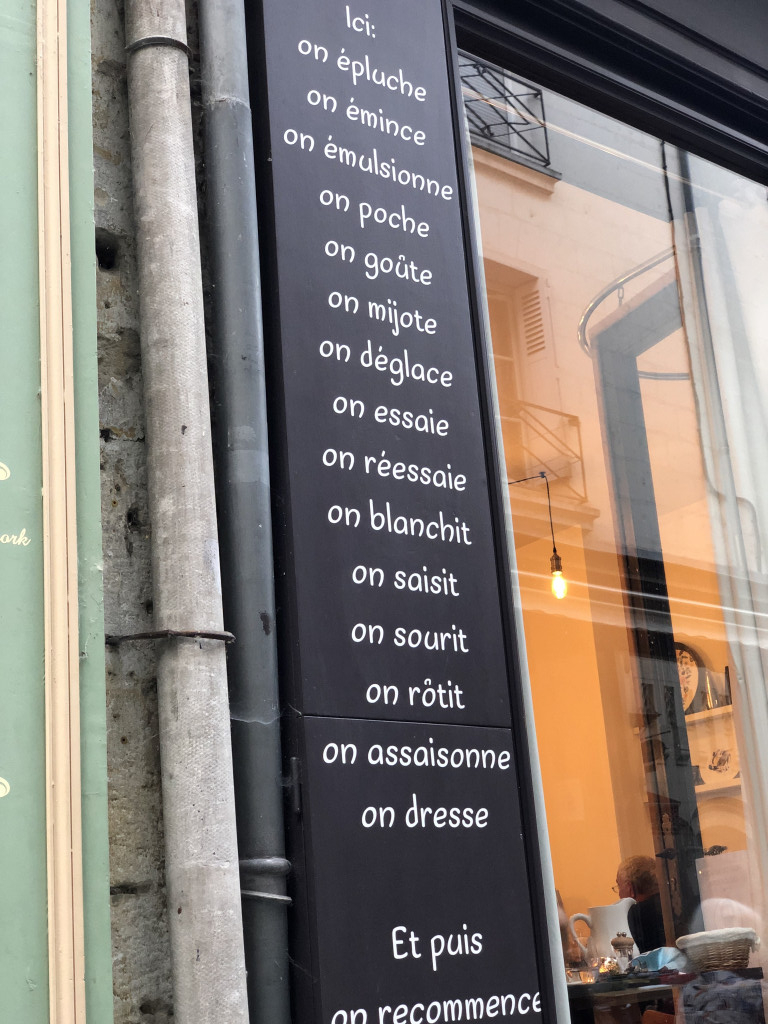 Ici:
on épluche
on émince
on émulsionne
on poche
on goûte
on mijote
on déglace
on essaie
on réessaie
on blanchit
on saisit
on sourit
on rôtit
on assaisonne
on dresse
Et puis
on recommence